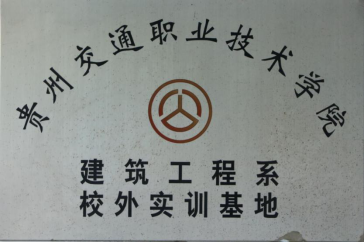 贵州交通职业技术学院
建筑工程系
校外实训基地